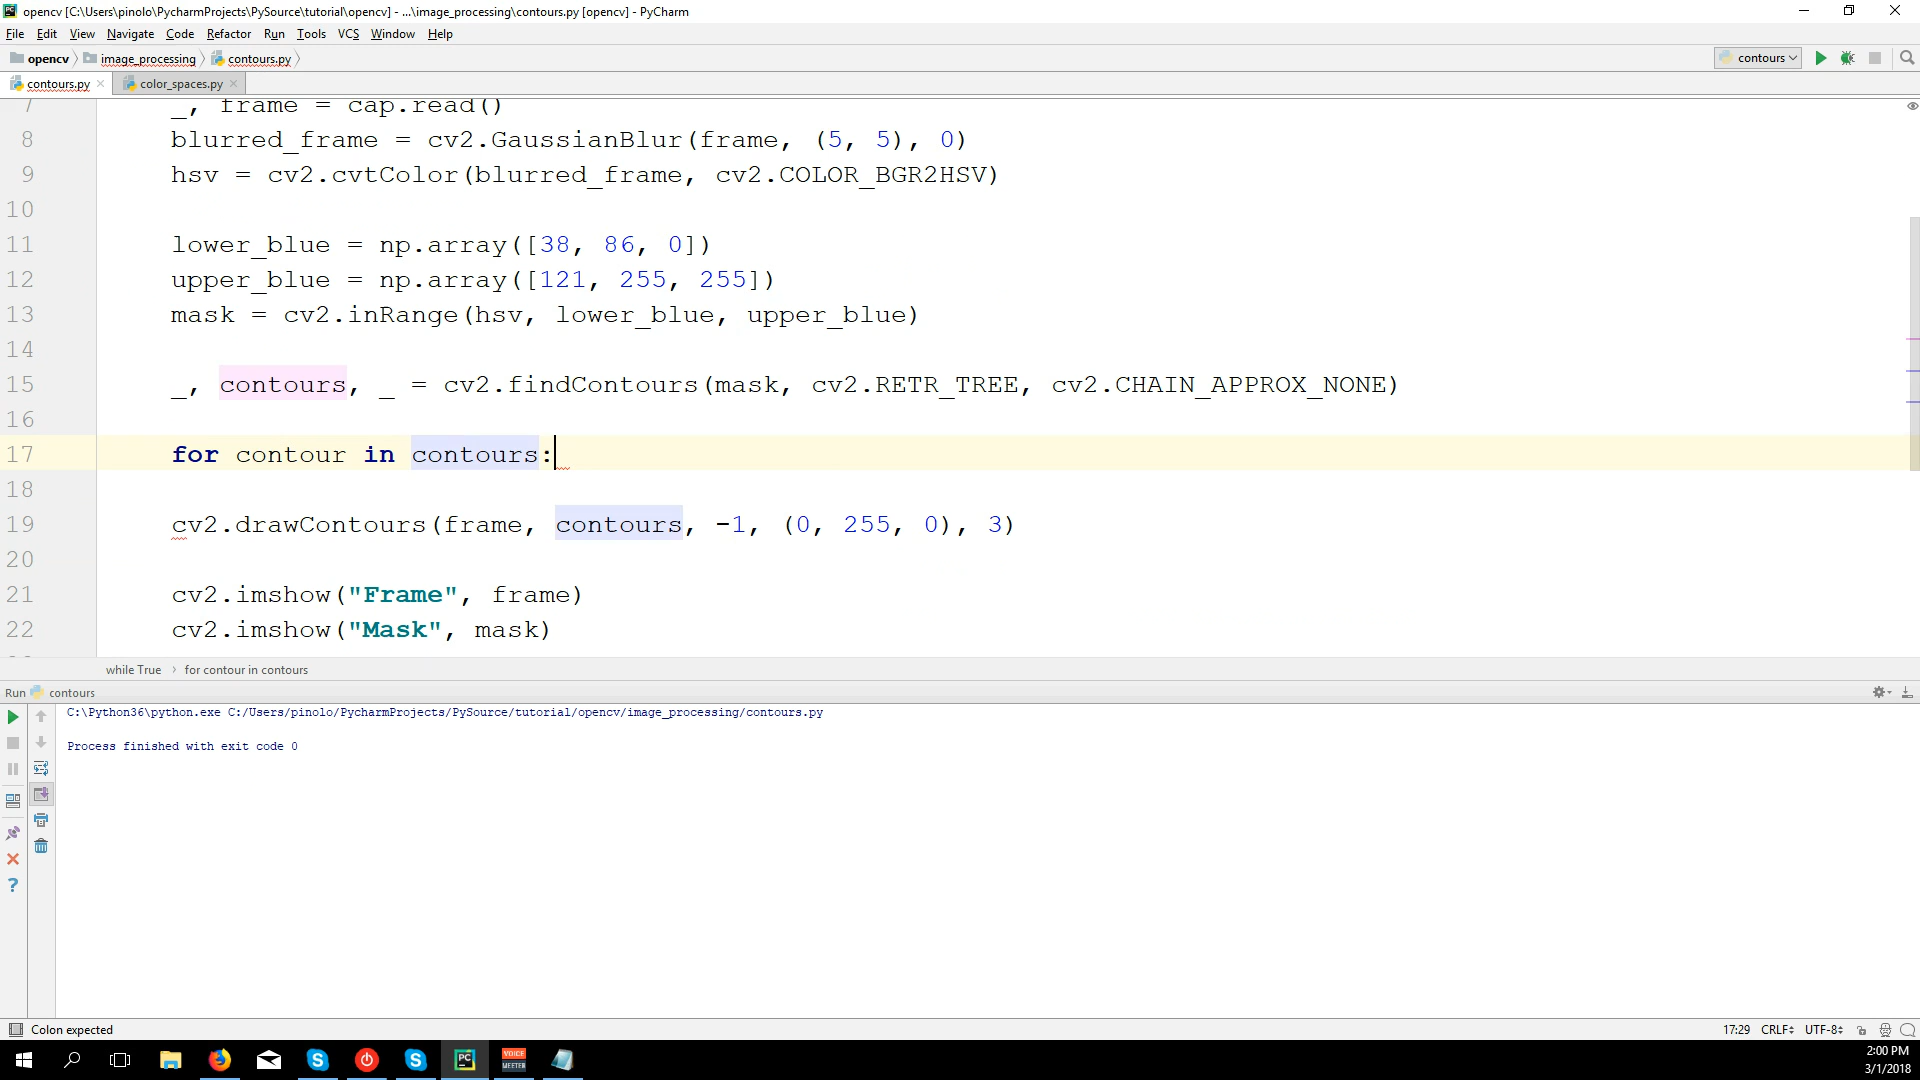 opencv [C:\Users\pinolo\PycharmProjects\PySource\tutorial\opencv] - ...\image_processing\contours.py [opencv] - PyCharm
File Edit View Navigate Code Refactor Run Tools VCS Window Help
opencv image_processing contours.py contours
contours.py color_spaces.py
7 _, frame = cap.read()
8 blurred_frame = cv2.GaussianBlur(frame, (5, 5), 0)
9 hsv = cv2.cvtColor(blurred_frame, cv2.COLOR_BGR2HSV)
10
11 lower_blue = np.array([38, 86, 0])
12 upper_blue = np.array([121, 255, 255])
13 mask = cv2.inRange(hsv, lower_blue, upper_blue)
14
15 _, contours, _ = cv2.findContours(mask, cv2.RETR_TREE, cv2.CHAIN_APPROX_NONE)
16
17 for contour in contours:
18
19 cv2.drawContours(frame, contours, -1, (0, 255, 0), 3)
20
21 cv2.imshow("Frame", frame)
22 cv2.imshow("Mask", mask)
while True for contour in contours
Run contours
C:\Python36\python.exe C:/Users/pinolo/PycharmProjects/PySource/tutorial/opencv/image_processing/contours.py
Process finished with exit code 0
Colon expected 17:29 CRLF UTF-8
PC VOICE MEETER
2:00 PM
3/1/2018